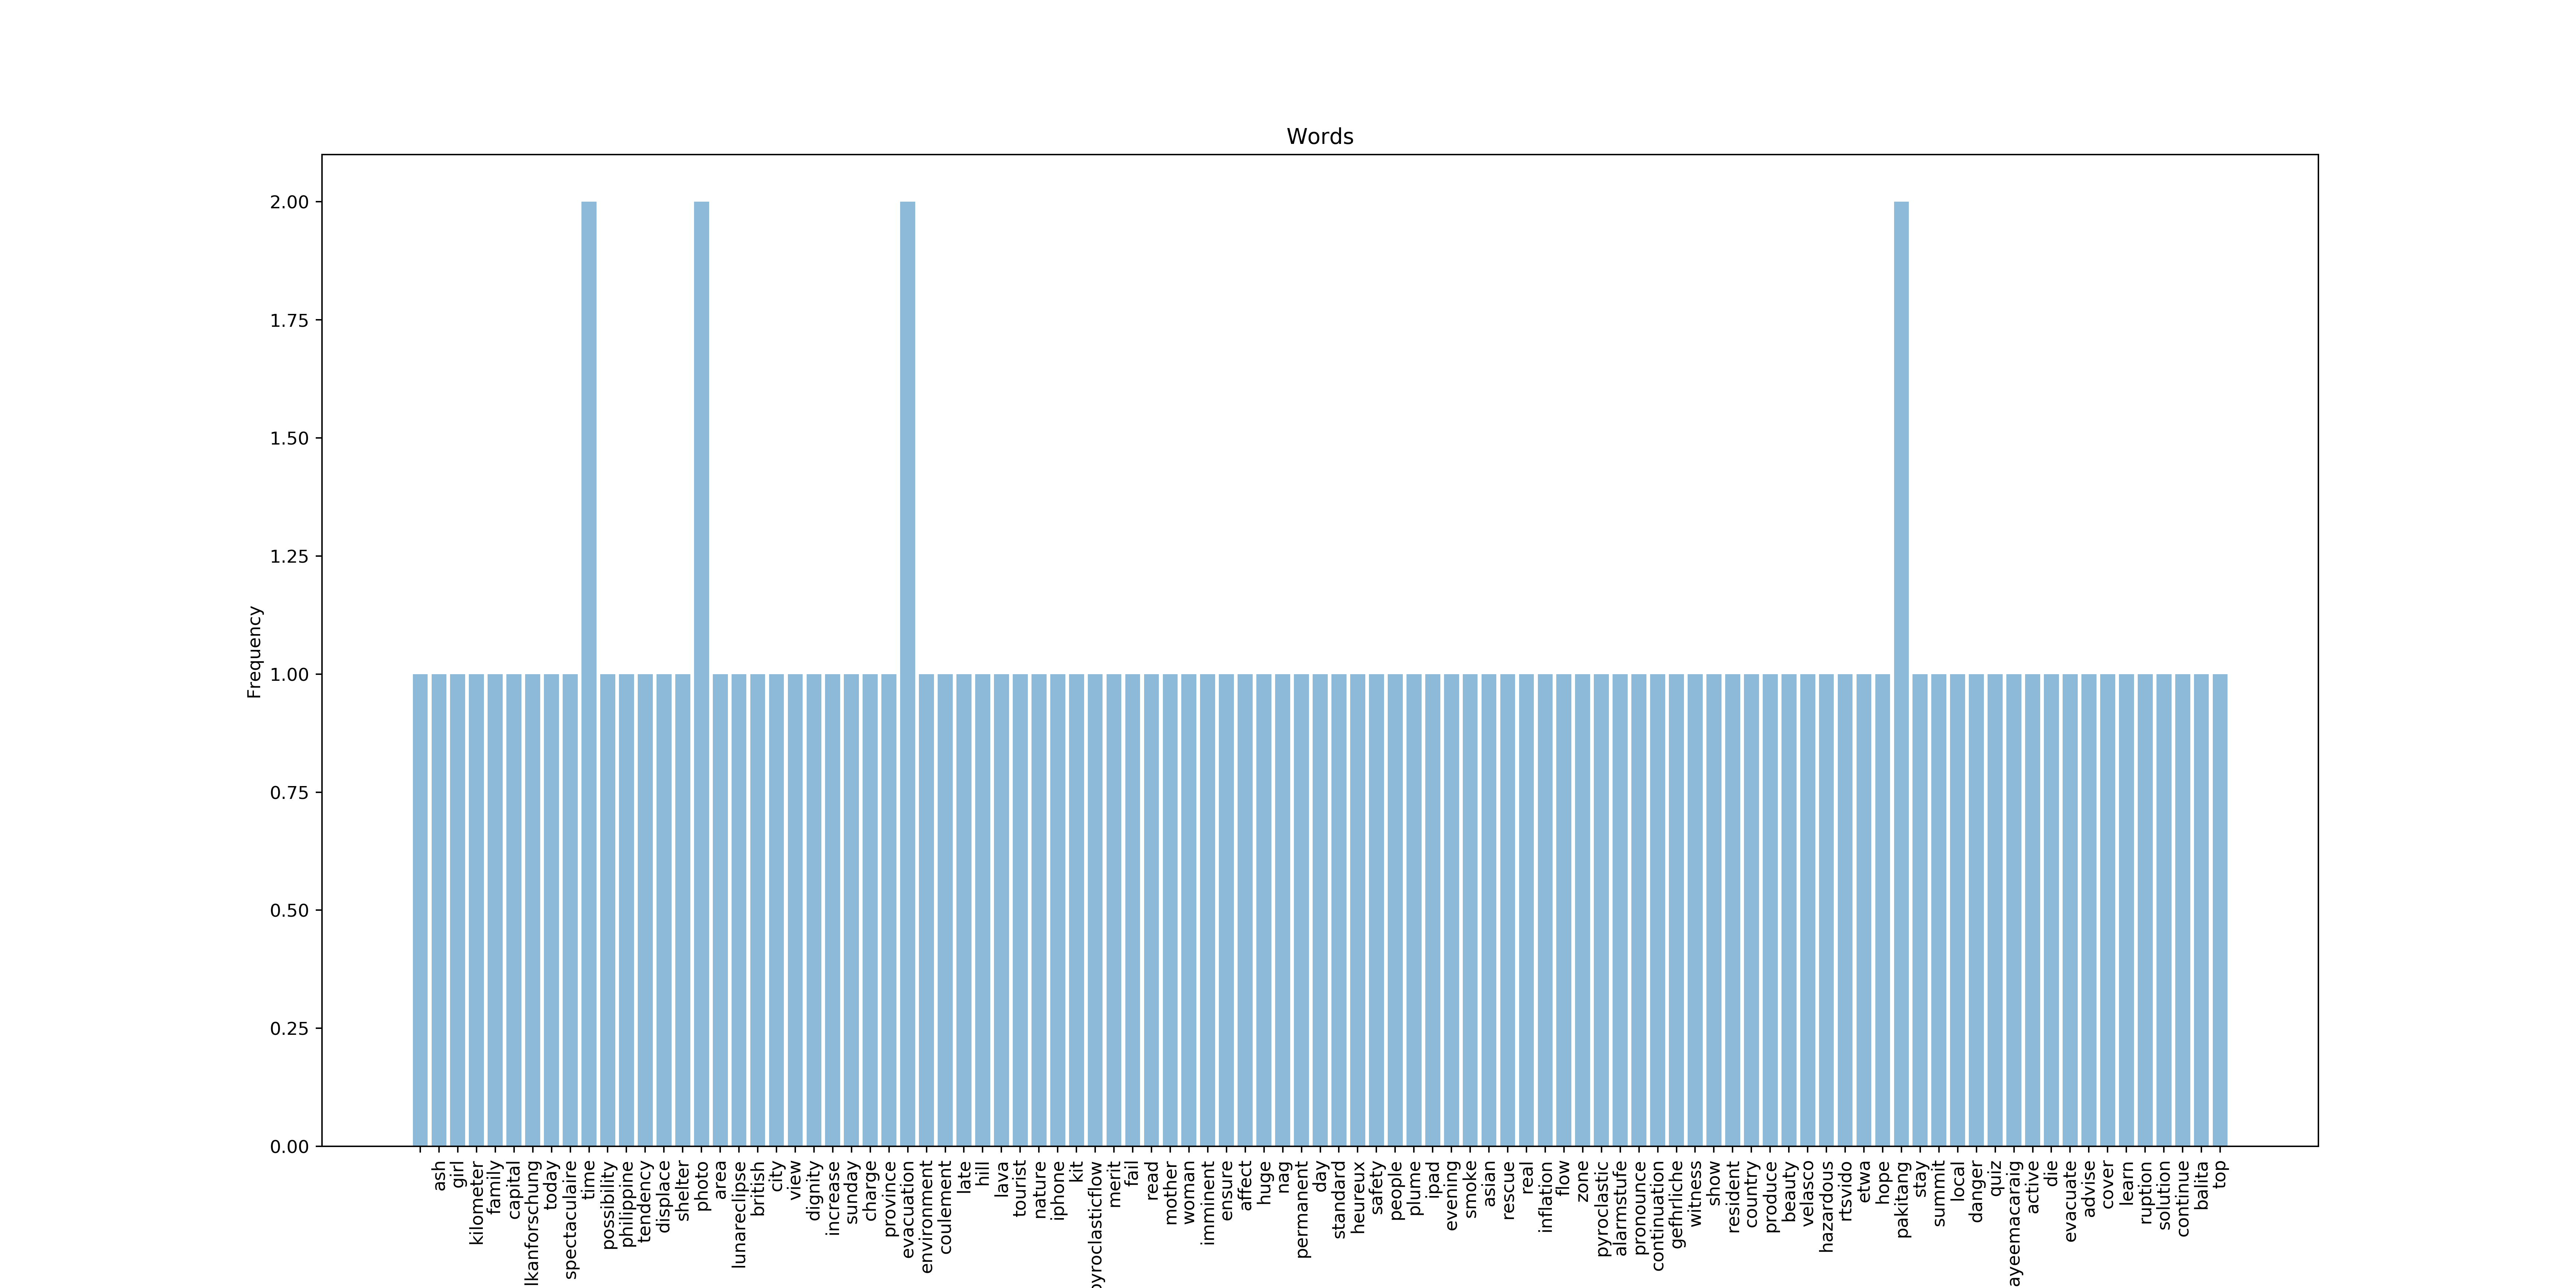 Words
Frequency
2.00
1.75
1.50
1.25
1.00
0.75
0.50
0.25
0.00
ash
girl
kilometer
family
capital
lkanforschung
today
spectaculaire
time
possibility
philippine
tendency
displace
shelter
photo
area
lunareclipse
british
city
view
dignity
increase
sunday
charge
province
evacuation
environment
coulement
late
hill
lava
tourist
nature
iphone
kit
pyroclasticflow
merit
fail
read
mother
woman
imminent
ensure
affect
huge
nag
permanent
day
standard
heureux
safety
people
plume
ipad
evening
smoke
asian
rescue
real
inflation
flow
zone
pyroclastic
alarmstufe
pronounce
continuation
gefhrliche
witness
show
resident
country
produce
beauty
velasco
hazardous
rtsvido
etwa
hope
pakitang
stay
summit
local
danger
quiz
ayeemacaraig
active
die
evacuate
advise
cover
learn
ruption
solution
continue
balita
top